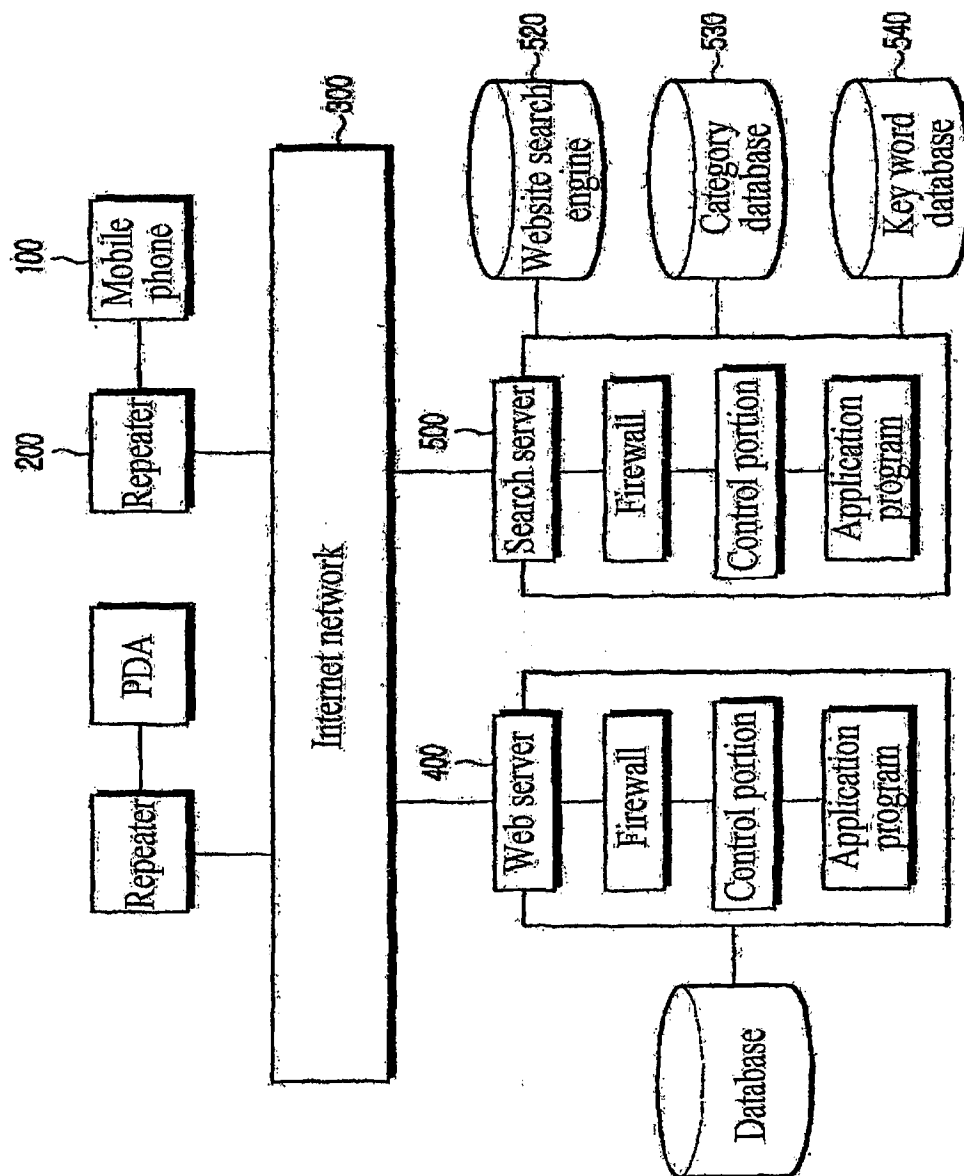 200
100
Repeater
PDA
Repeater
Mobile
phone
300
Internet network
400
500
Web server
Firewall
Control portion
Application
program
Database
Search server
Firewall
Control portion
Application
program
520
Website search
engine
530
Category
database
540
Key word
database